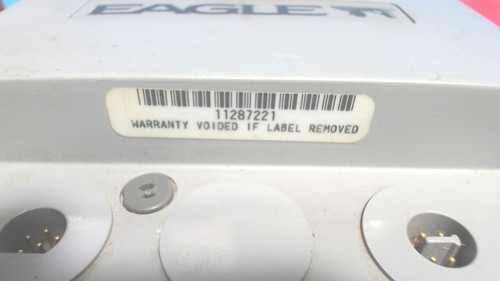 EAGLE
11287221
WARRANTY VOIDED IF LABEL REMOVED